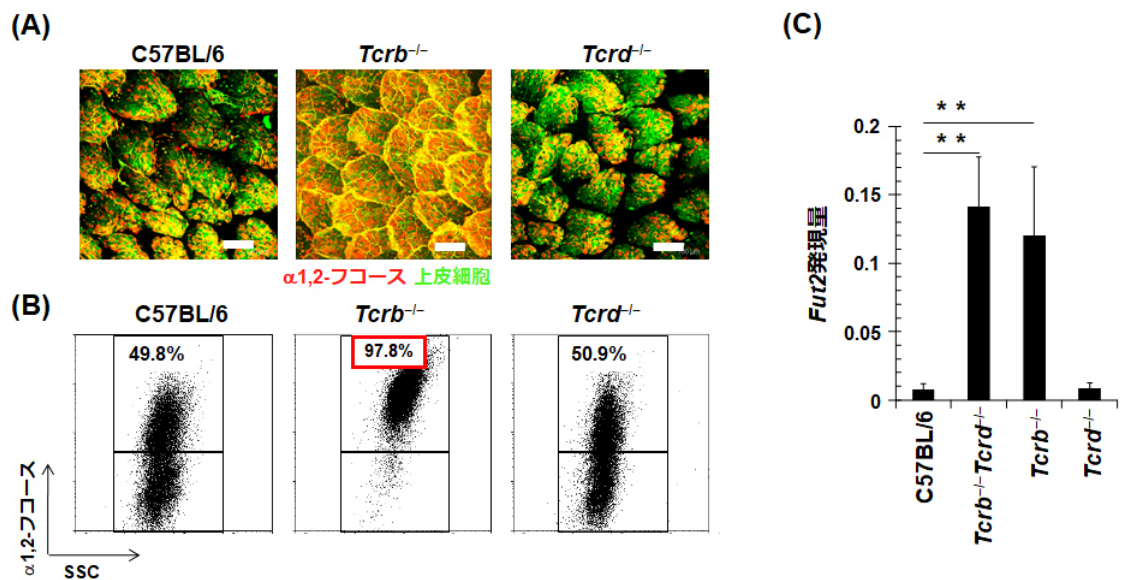 (A)
C57BL/6
Tcrb–/–
Tcrd–/–
α1,2-フコース 上皮細胞
(B)
C57BL/6
Tcrb–/–
Tcrd–/–
49.8%
97.8%
50.9%
α1,2-フコース
SSC
(C)
* *
* *
0.2
0.15
0.1
0.05
0
Fut2発現量
C57BL/6
Tcrb–/–Tcrd–/–
Tcrb–/–
Tcrd–/–